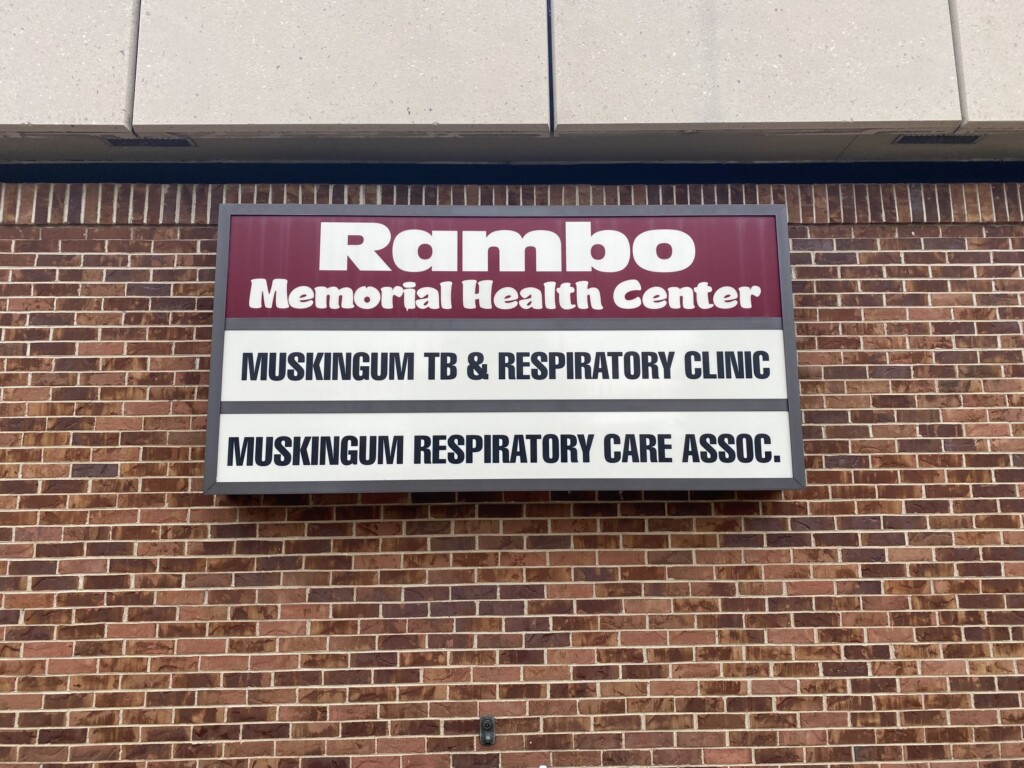 Rambo
Memorial Health Center
MUSKINGUM TB & RESPIRATORY CLINIC
MUSKINGUM RESPIRATORY CARE ASSOC.